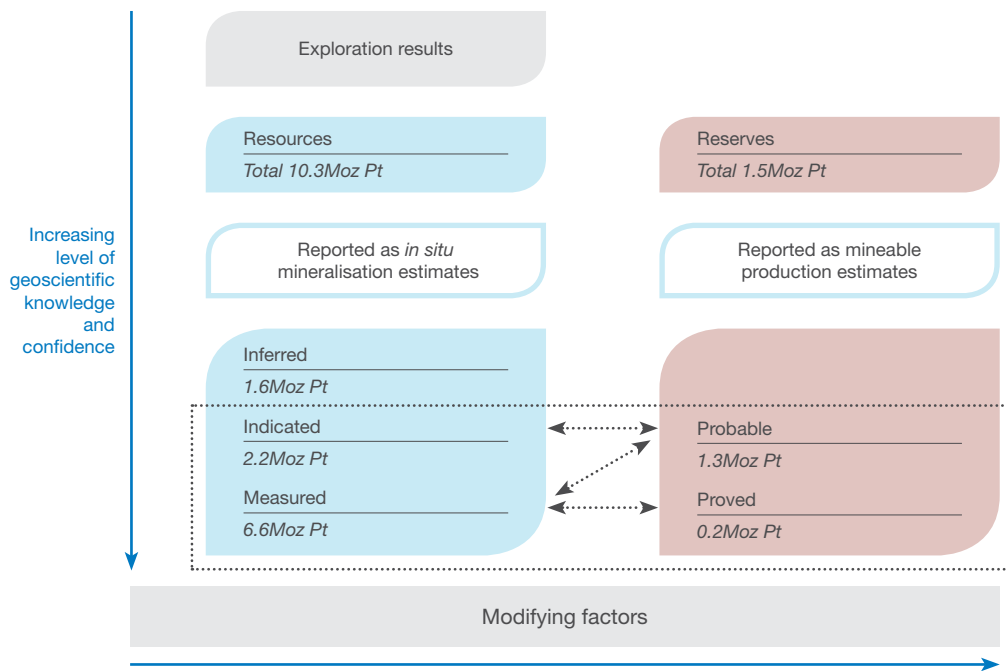 Exploration results
Resources
Total 10.3Moz Pt
Reserves
Total 1.5Moz Pt
Increasing
level of
geoscientific
knowledge
and
confidence
Reported as in situ
mineralisation estimates
Reported as mineable
production estimates
Inferred
1.6Moz Pt
Indicated
2.2Moz Pt
Measured
6.6Moz Pt
Probable
1.3Moz Pt
Proved
0.2Moz Pt
Modifying factors